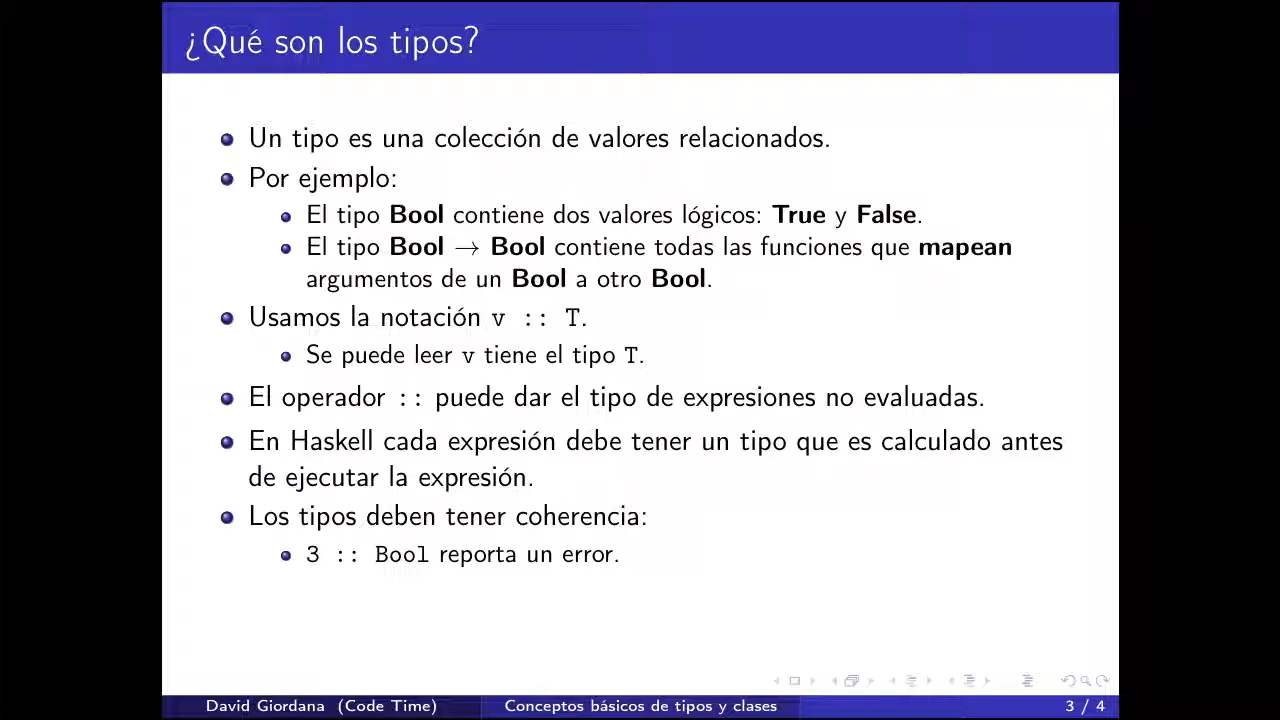 ¿Qué son los tipos?
Un tipo es una colección de valores relacionados.
Por ejemplo:
El tipo Bool contiene dos valores lógicos: True y False.
El tipo Bool → Bool contiene todas las funciones que mapean
argumentos de un Bool a otro Bool.
Usamos la notación v :: T.
Se puede leer v tiene el tipo T.
El operador :: puede dar el tipo de expresiones no evaluadas.
En Haskell cada expresión debe tener un tipo que es calculado antes
de ejecutar la expresión.
Los tipos deben tener coherencia:
3 :: Bool reporta un error.
David Giordana (Code Time) Conceptos básicos de tipos y clases 3 / 4